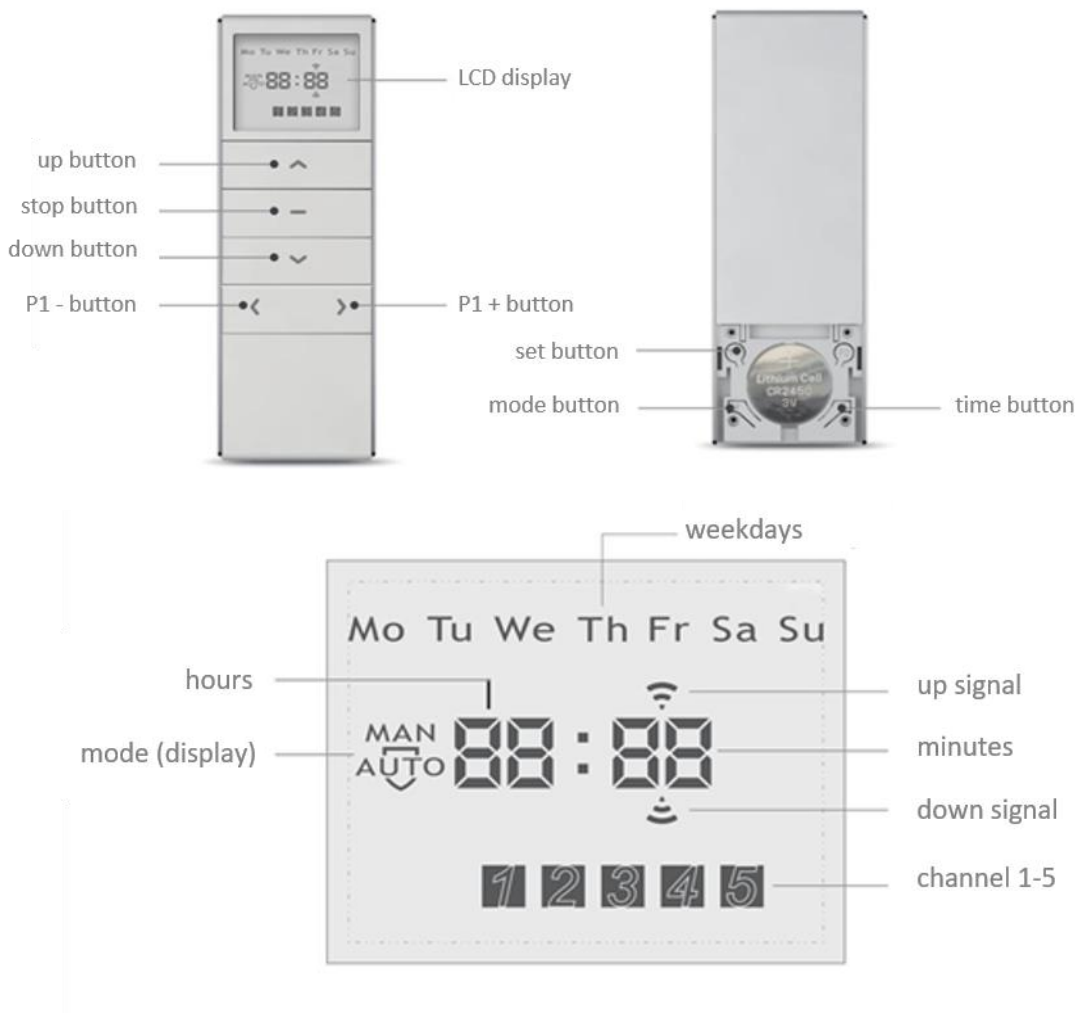 Mo Tu We Th Fr Sa Su
88:88
LCD display
up button
stop button
down button
P1 - button
P1 + button
set button
Lithium Cell
CR2450
3V
mode button
time button
weekdays
Mo Tu We Th Fr Sa Su
hours
up signal
MAN
AUTO
88:88
mode (display)
minutes
down signal
1 2 3 4 5
channel 1-5